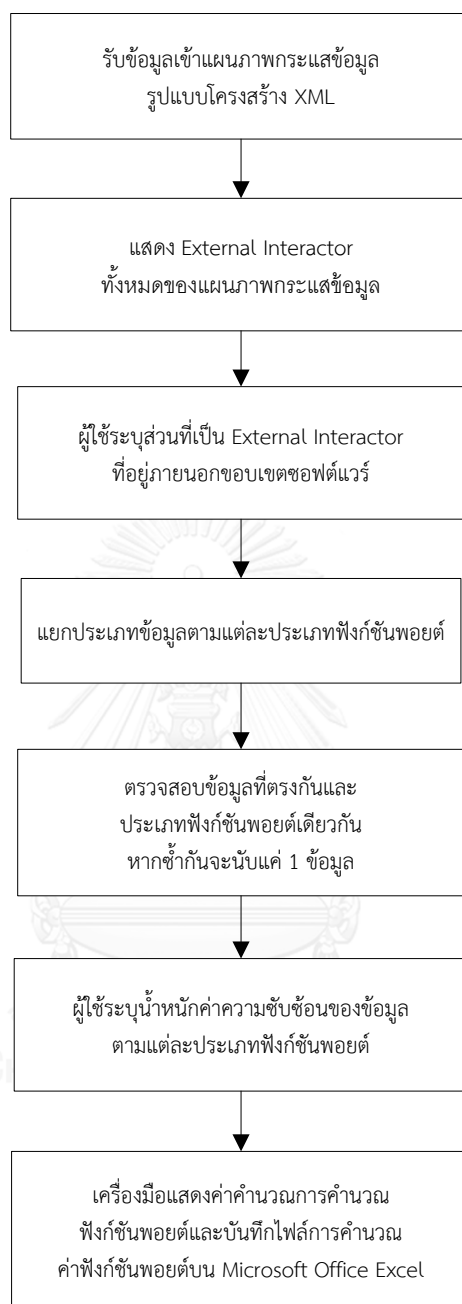 รับข้อมูลเข้าแผนภาพกระแสข้อมูล
รูปแบบโครงสร้าง XML
แสดง External Interactor
ทั้งหมดของแผนภาพกระแสข้อมูล
ผู้ใช้ระบุส่วนที่เป็น External Interactor
ที่อยู่ภายนอกขอบเขตซอฟต์แวร์
แยกประเภทข้อมูลตามแต่ละประเภทฟังก์ชันพอยต์
ตรวจสอบข้อมูลที่ตรงกันและ
ประเภทฟังก์ชันพอยต์เดียวกัน
หากซ้ำกันจะนับแค่ 1 ข้อมูล
ผู้ใช้ระบุน้ำหนักค่าความซับซ้อนของข้อมูล
ตามแต่ละประเภทฟังก์ชันพอยต์
เครื่องมือแสดงค่าคำนวณการคำนวณ
ฟังก์ชันพอยต์และบันทึกไฟล์การคำนวณ
ค่าฟังก์ชันพอยต์บน Microsoft Office Excel